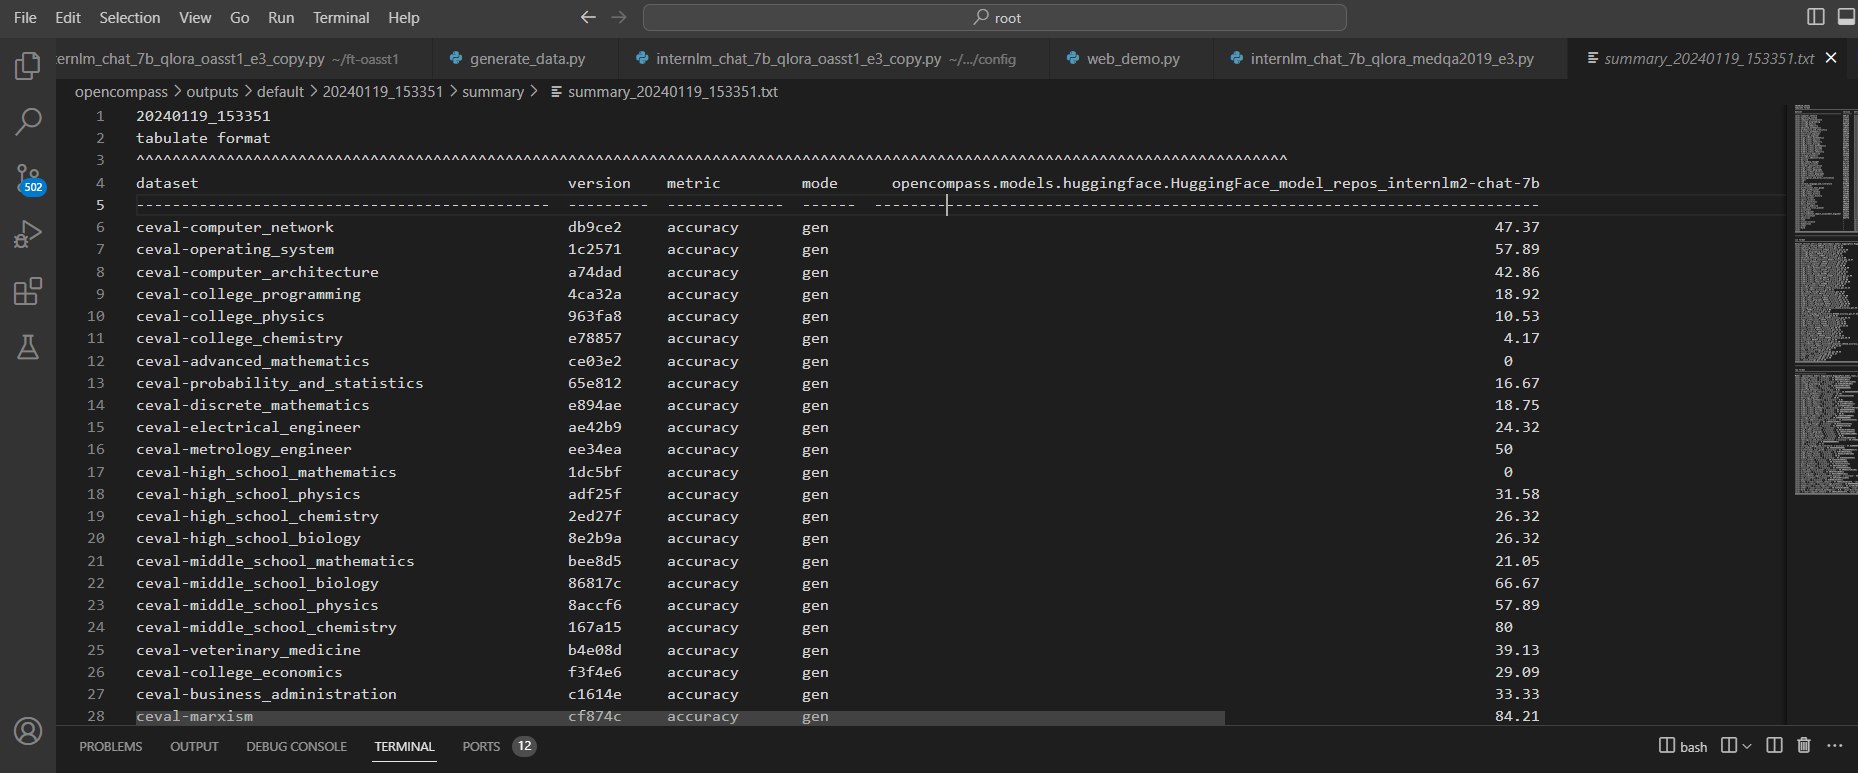 File Edit Selection View Go Run Terminal Help root
ternlm_chat_7b_qlora_oasst1_e3_copy.py ~/ft-oasst1 generate_data.py internlm_chat_7b_qlora_oasst1_e3_copy.py ~/.../config web_demo.py internlm_chat_7b_qlora_medqa2019_e3.py summary_20240119_153351.txt
opencompass > outputs > default > 20240119_153351 > summary > summary_20240119_153351.txt
1 20240119_153351
2 tabulate format
3 ^^^^^^^^^^^^^^^^^^^^^^^^^^^^^^^^^^^^^^^^^^^^^^^^^^^^^^^^^^^^^^^^^^^^^^^^^^^^^^^^^^^^^^^^^^^^^^^^^^^^^^^^^^^^^^^^^^^^^^^^^^^^^^^^
4 dataset version metric mode opencompass.models.huggingface.HuggingFace_model_repos_internlm2-chat-7b
5 ---------------------------------------------- --------- ------------- ------ --------------------------------------------------------------------------
6 ceval-computer_network db9ce2 accuracy gen 47.37
7 ceval-operating_system 1c2571 accuracy gen 57.89
8 ceval-computer_architecture a74dad accuracy gen 42.86
9 ceval-college_programming 4ca32a accuracy gen 18.92
10 ceval-college_physics 963fa8 accuracy gen 10.53
11 ceval-college_chemistry e78857 accuracy gen 4.17
12 ceval-advanced_mathematics ce03e2 accuracy gen 0
13 ceval-probability_and_statistics 65e812 accuracy gen 16.67
14 ceval-discrete_mathematics e894ae accuracy gen 18.75
15 ceval-electrical_engineer ae42b9 accuracy gen 24.32
16 ceval-metrology_engineer ee34ea accuracy gen 50
17 ceval-high_school_mathematics 1dc5bf accuracy gen 0
18 ceval-high_school_physics adf25f accuracy gen 31.58
19 ceval-high_school_chemistry 2ed27f accuracy gen 26.32
20 ceval-high_school_biology 8e2b9a accuracy gen 26.32
21 ceval-middle_school_mathematics bee8d5 accuracy gen 21.05
22 ceval-middle_school_biology 86817c accuracy gen 66.67
23 ceval-middle_school_physics 8accf6 accuracy gen 57.89
24 ceval-middle_school_chemistry 167a15 accuracy gen 80
25 ceval-veterinary_medicine b4e08d accuracy gen 39.13
26 ceval-college_economics f3f4e6 accuracy gen 29.09
27 ceval-business_administration c1614e accuracy gen 33.33
28 ceval-marxism cf874c accuracy gen 84.21
502
PROBLEMS OUTPUT DEBUG CONSOLE TERMINAL PORTS 12 bash